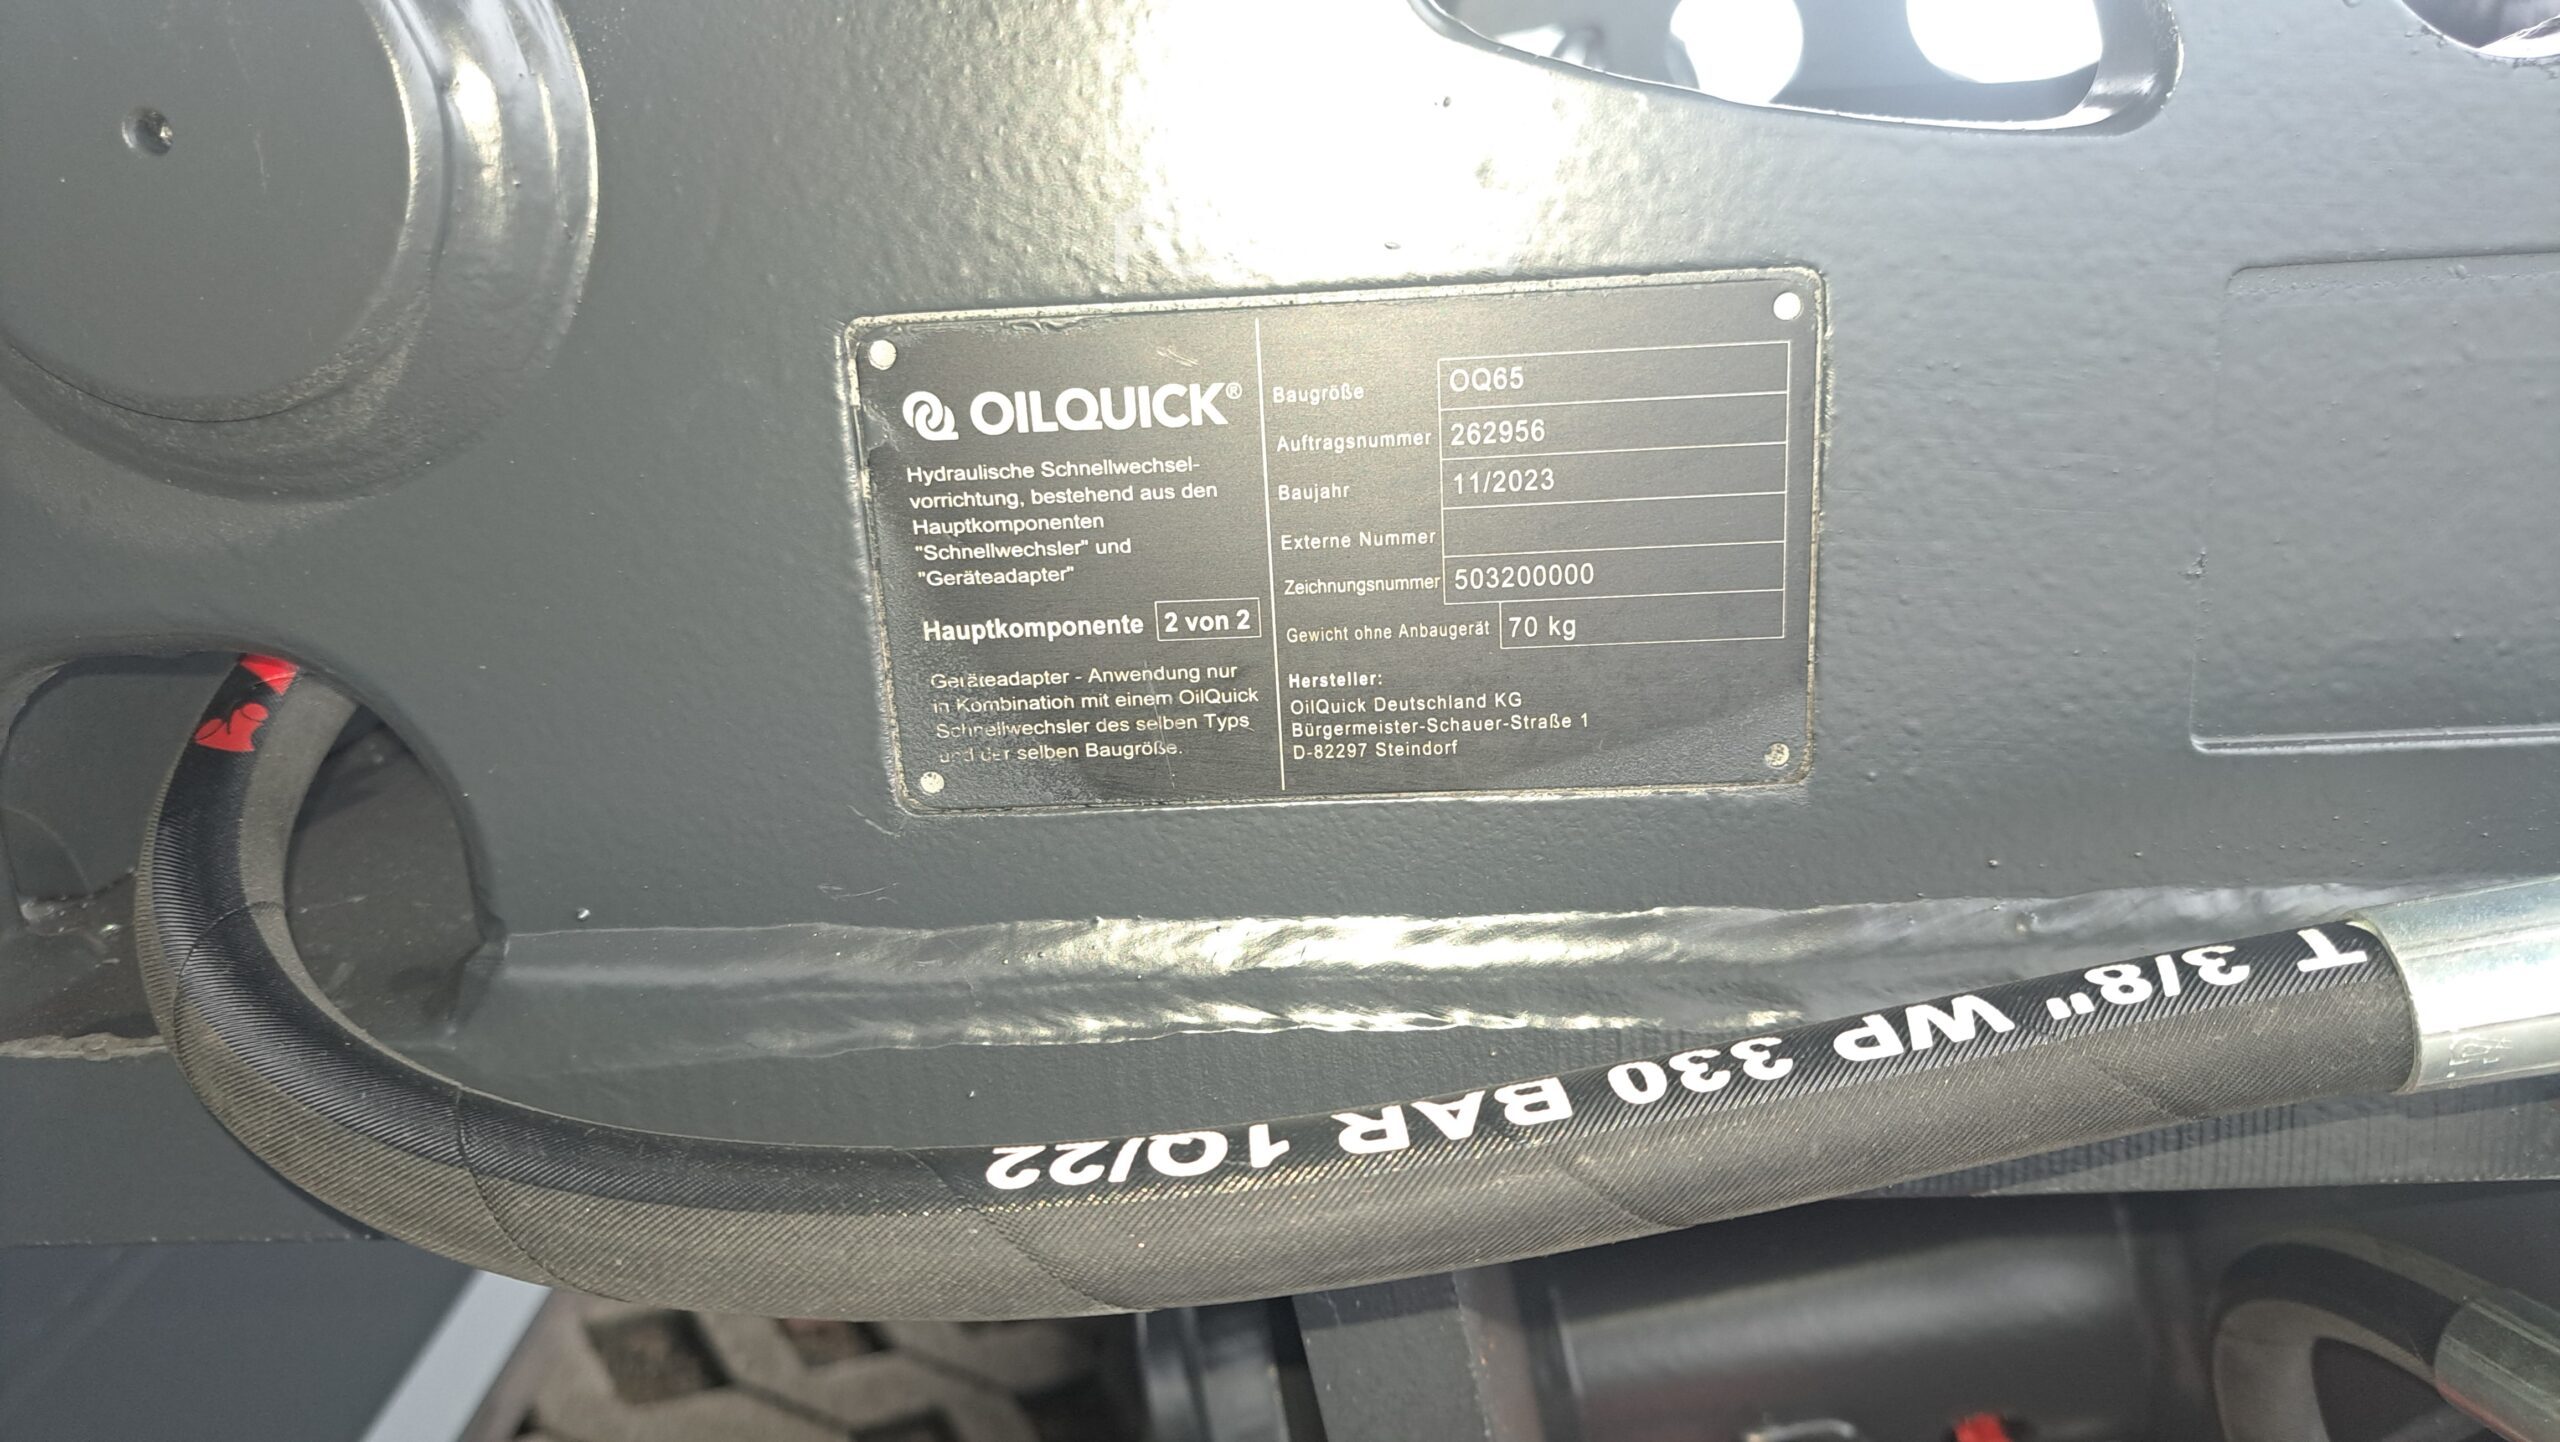 OILQUICK®
Hydraulische Schnellwechsel-
vorrichtung, bestehend aus den
Hauptkomponenten
"Schnellwechsler" und
"Geräteadapter"
Hauptkomponente 2 von 2
Geräteadapter - Anwendung nur
in Kombination mit einem OilQuick
Schnellwechsler des selben Typs
und der selben Baugröße.
Baugröße OQ65
Auftragsnummer 262956
Baujahr 11/2023
Externe Nummer
Zeichnungsnummer 503200000
Gewicht ohne Anbaugerät 70 kg
Hersteller:
OilQuick Deutschland KG
Bürgermeister-Schauer-Straße 1
D-82297 Steindorf
T 3/8" WP 330 BAR 1Q/22